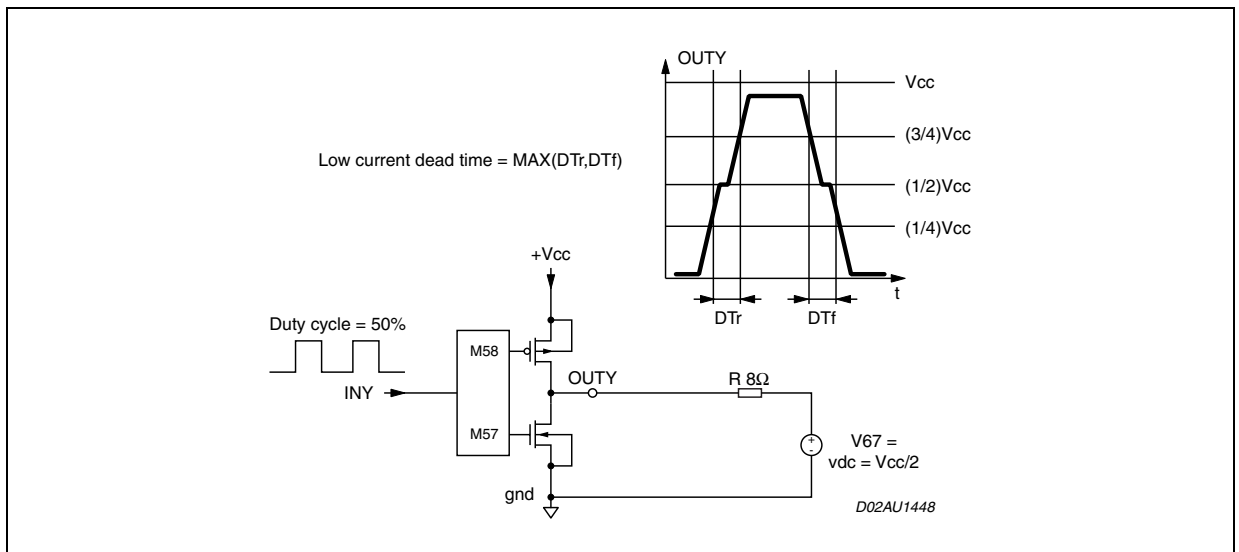 OUTY
Vcc
(3/4)Vcc
Low current dead time = MAX(DTr,DTf)
(1/2)Vcc
(1/4)Vcc
+Vcc
t
DTr
DTf
Duty cycle = 50%
M58
OUTY
R 8Ω
INY
M57
+
-
V67 =
vdc = Vcc/2
gnd
D02AU1448